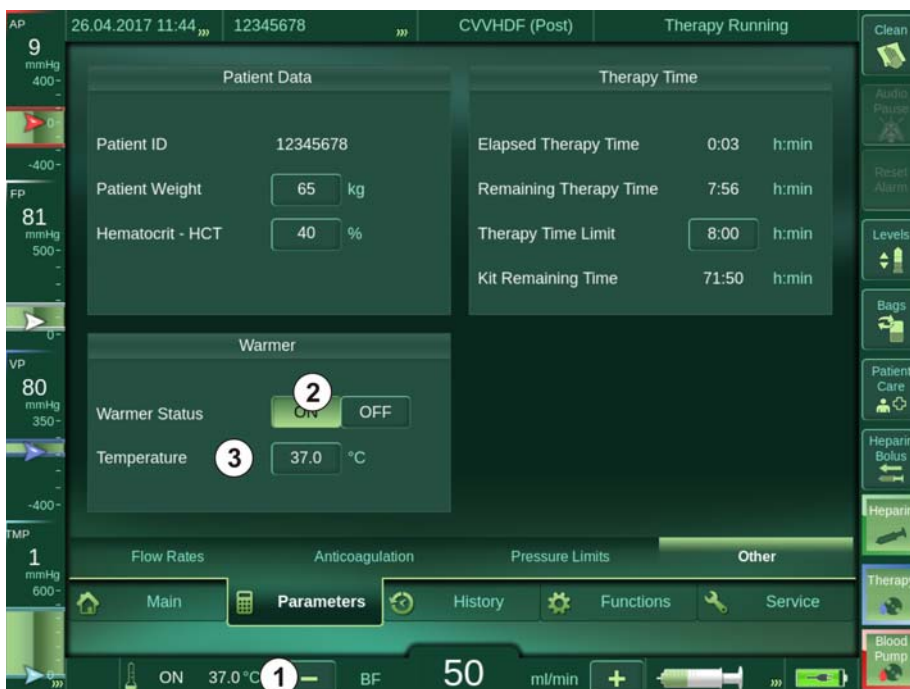 26.04.2017 11:44 12345678 CVVHDF (Post) Therapy Running
AP
9
mmHg
400
0
-400
FP
81
mmHg
500
0
VP
80
mmHg
350
-400
TMP
1
mmHg
600
0
Patient Data
Patient ID 12345678
Patient Weight 65 kg
Hematocrit - HCT 40 %
Therapy Time
Elapsed Therapy Time 0:03 h:min
Remaining Therapy Time 7:56 h:min
Therapy Time Limit 8:00 h:min
Kit Remaining Time 71:50 h:min
Warmer
2
Warmer Status ON OFF
Temperature 3 37.0 °C
Flow Rates Anticoagulation Pressure Limits Other
Main Parameters History Functions Service
ON 37.0 °C 1 – BF 50 ml/min +
Clean
Audio
Pause
Reset
Alarm
Levels
Bags
Patient
Care
Heparin
Bolus
Heparin
Therapy
Blood
Pump